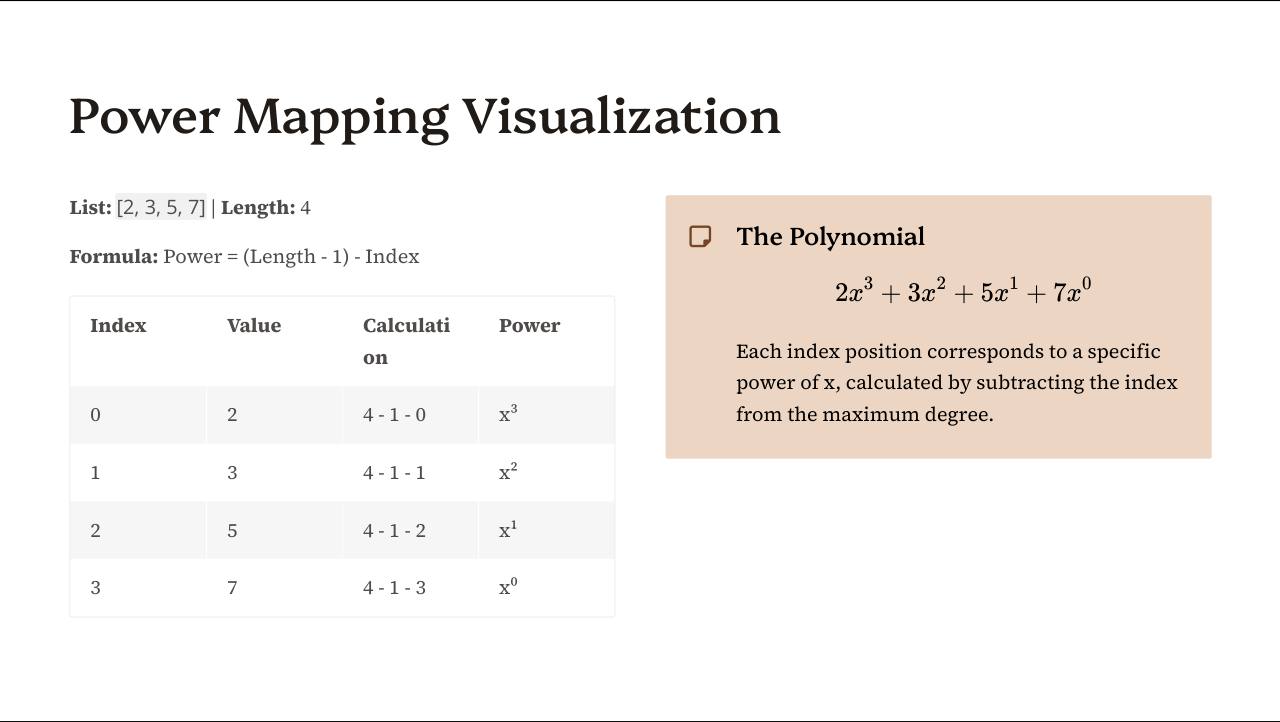 Power Mapping Visualization
List: [2, 3, 5, 7] | Length: 4
Formula: Power = (Length - 1) - Index
Index Value Calculati Power
on
0 2 4 - 1 - 0 x³
1 3 4 - 1 - 1 x²
2 5 4 - 1 - 2 x¹
3 7 4 - 1 - 3 x⁰
The Polynomial
2x³ + 3x² + 5x¹ + 7x⁰
Each index position corresponds to a specific
power of x, calculated by subtracting the index
from the maximum degree.